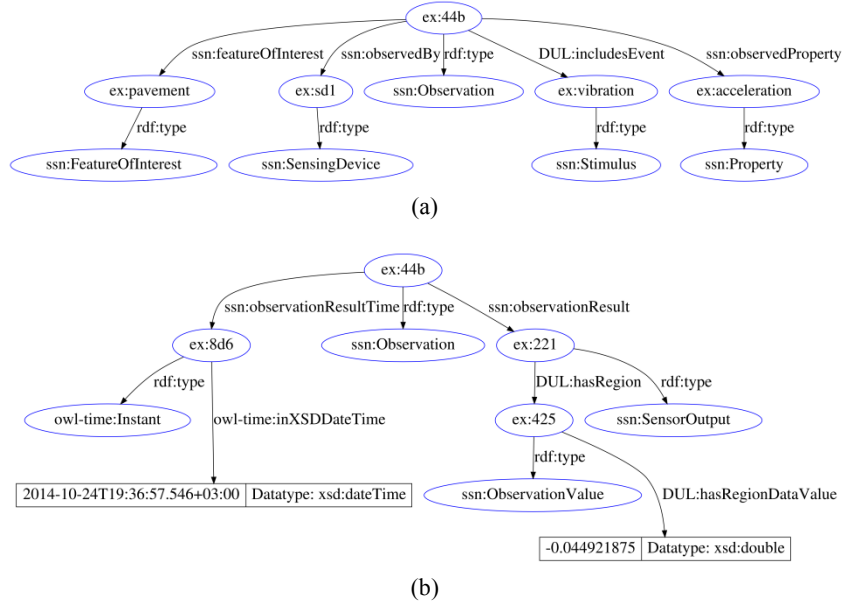 ex:44b
ssn:featureOfInterest ssn:observedBy rdf:type DUL:includesEvent ssn:observedProperty
ex:pavement ex:sd1 ssn:Observation ex:vibration ex:acceleration
rdf:type rdf:type rdf:type rdf:type
ssn:FeatureOfInterest ssn:SensingDevice ssn:Stimulus ssn:Property
(a)
ex:44b
ssn:observationResultTime rdf:type ssn:observationResult
ex:8d6 ssn:Observation ex:221
rdf:type DUL:hasRegion rdf:type
owl-time:Instant owl-time:inXSDDateTime ex:425 ssn:SensorOutput
rdf:type
2014-10-24T19:36:57.546+03:00 Datatype: xsd:dateTime ssn:ObservationValue DUL:hasRegionDataValue
-0.044921875 Datatype: xsd:double
(b)